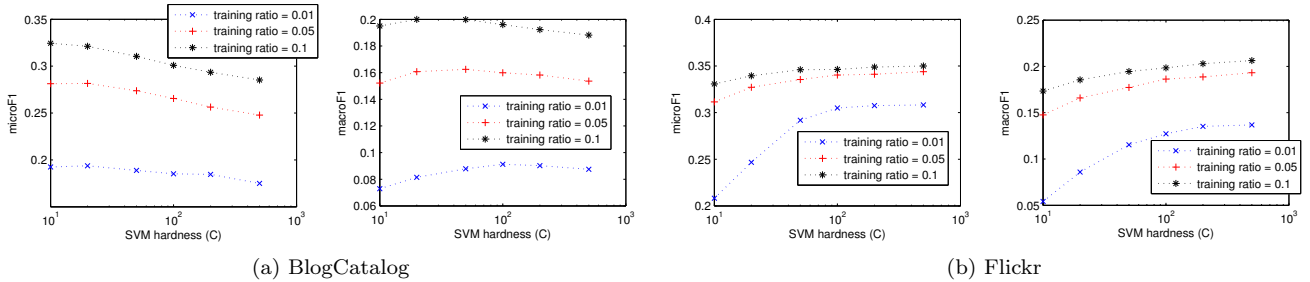 0.35
0.3
0.25
0.2
microF1
10^1
10^2
10^3
SVM hardness (C)
training ratio = 0.01
training ratio = 0.05
training ratio = 0.1
0.2
0.18
0.16
0.14
0.12
0.1
0.08
0.06
macroF1
10^1
10^2
10^3
SVM hardness (C)
training ratio = 0.01
training ratio = 0.05
training ratio = 0.1
(a) BlogCatalog
0.4
0.35
0.3
0.25
0.2
microF1
10^1
10^2
10^3
SVM hardness (C)
training ratio = 0.01
training ratio = 0.05
training ratio = 0.1
0.25
0.2
0.15
0.1
0.05
macroF1
10^1
10^2
10^3
SVM hardness (C)
training ratio = 0.01
training ratio = 0.05
training ratio = 0.1
(b) Flickr